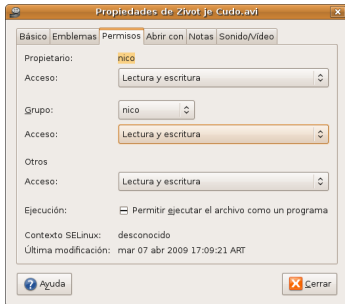 Propiedades de Zivot je Cudo.avi
Básico Emblemas Permisos Abrir con Notas Sonido/Vídeo
Propietario: nico
Acceso: Lectura y escritura
Grupo: nico
Acceso: Lectura y escritura
Otros
Acceso: Lectura y escritura
Ejecución: Permitir ejecutar el archivo como un programa
Contexto SELinux: desconocido
Última modificación: mar 07 abr 2009 17:09:21 ART
Ayuda Cerrar